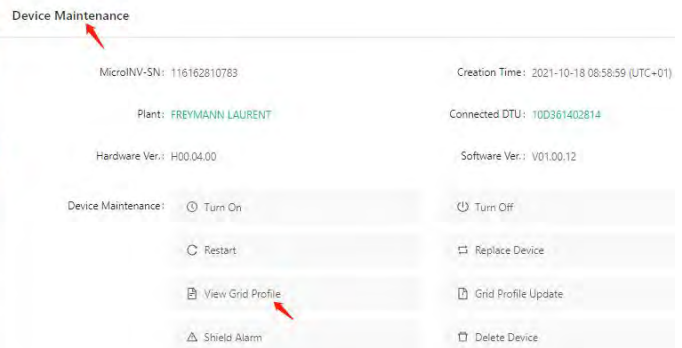 Device Maintenance
MicroINV-SN: 116162810783
Creation Time: 2021-10-18 08:58:59 (UTC+01)
Plant: FREYMANN LAURENT
Connected DTU: 10D361402814
Hardware Ver.: H00.04.00
Software Ver.: V01.00.12
Device Maintenance:
Turn On
Turn Off
Restart
Replace Device
View Grid Profile
Grid Profile Update
Shield Alarm
Delete Device